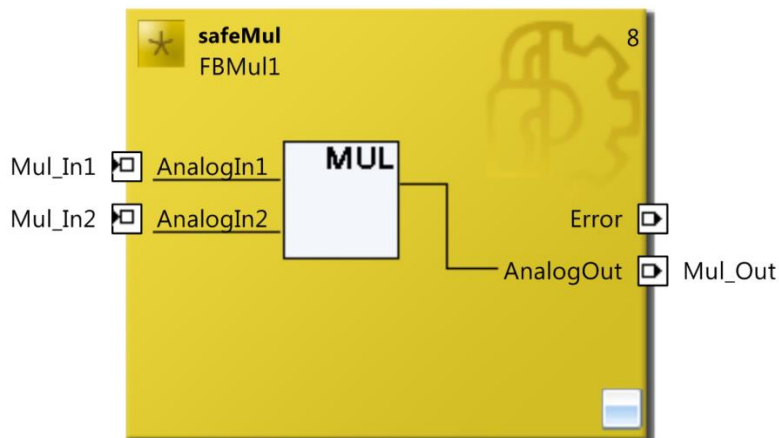 safeMul 8
FBMul1
MUL
Mul_In1 AnalogIn1
Mul_In2 AnalogIn2
Error
AnalogOut Mul_Out